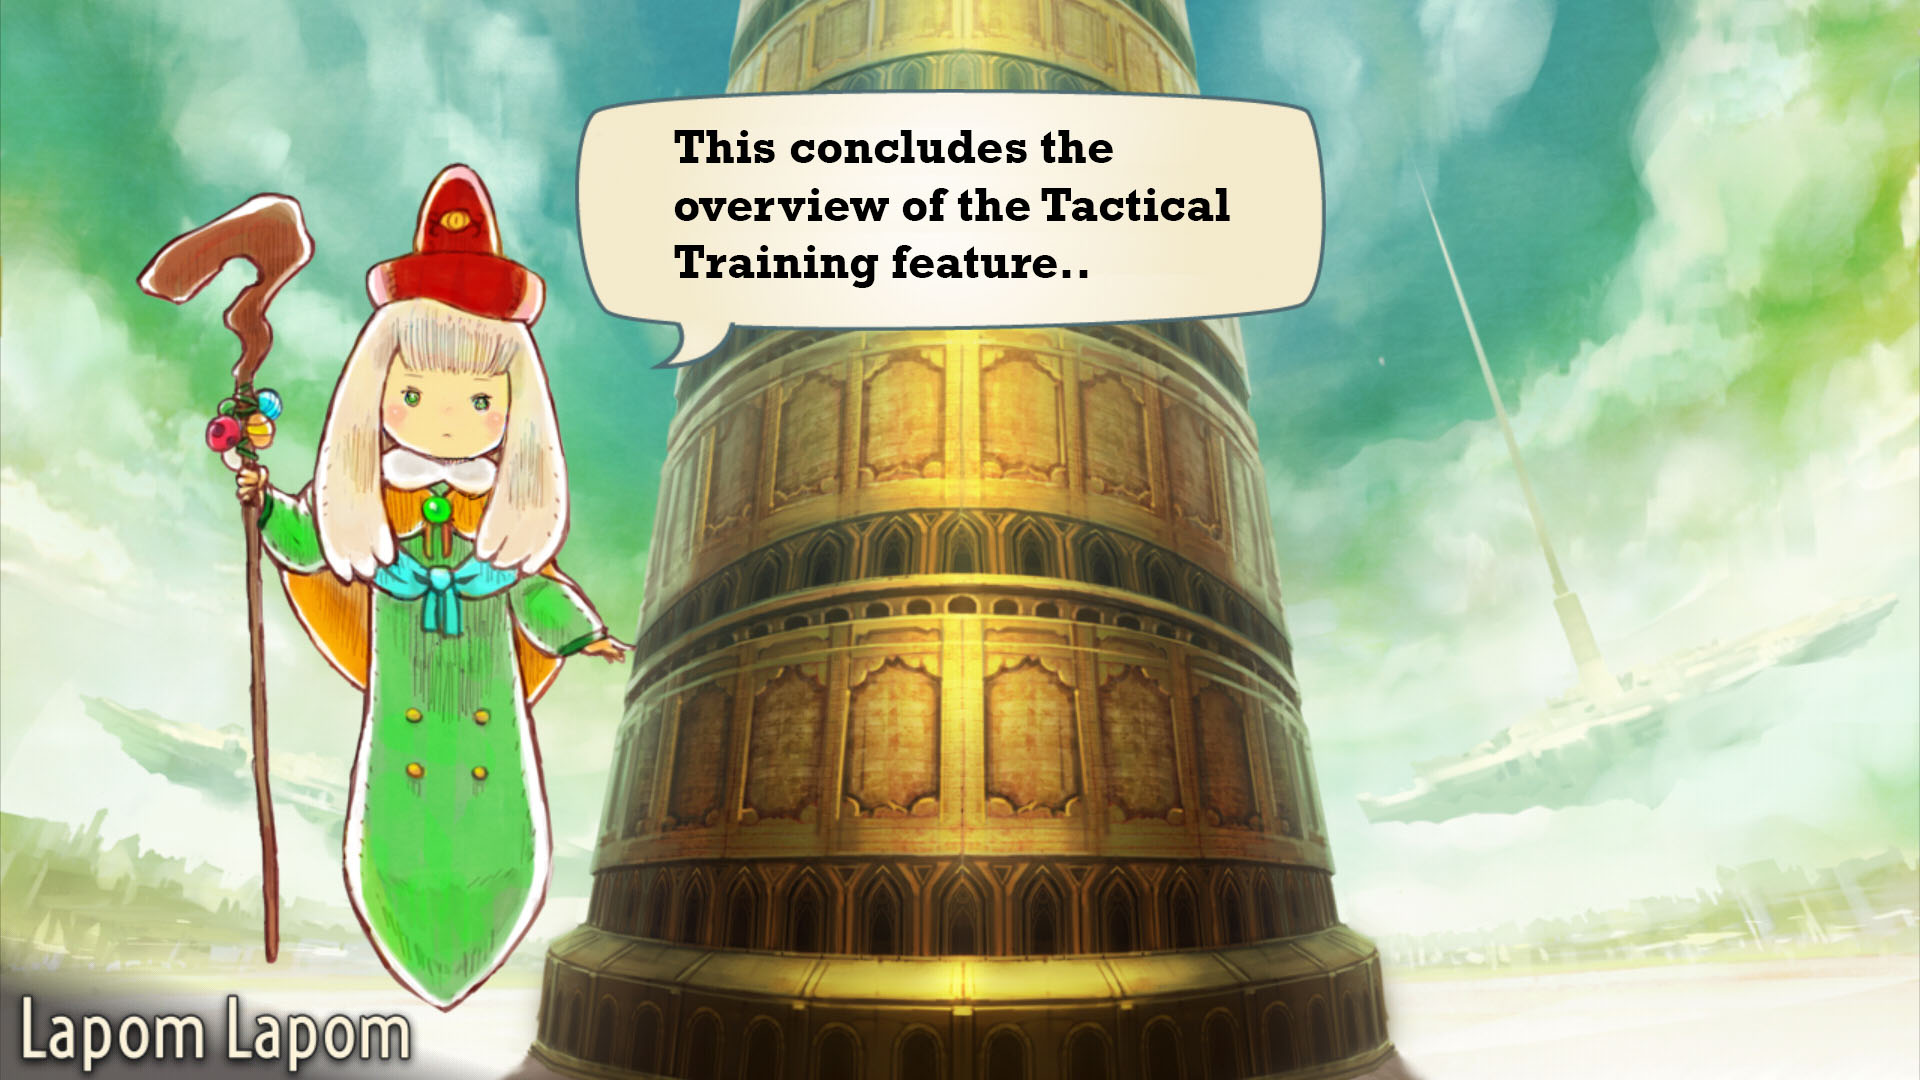 This concludes the
overview of the Tactical
Training feature..
Lapom Lapom